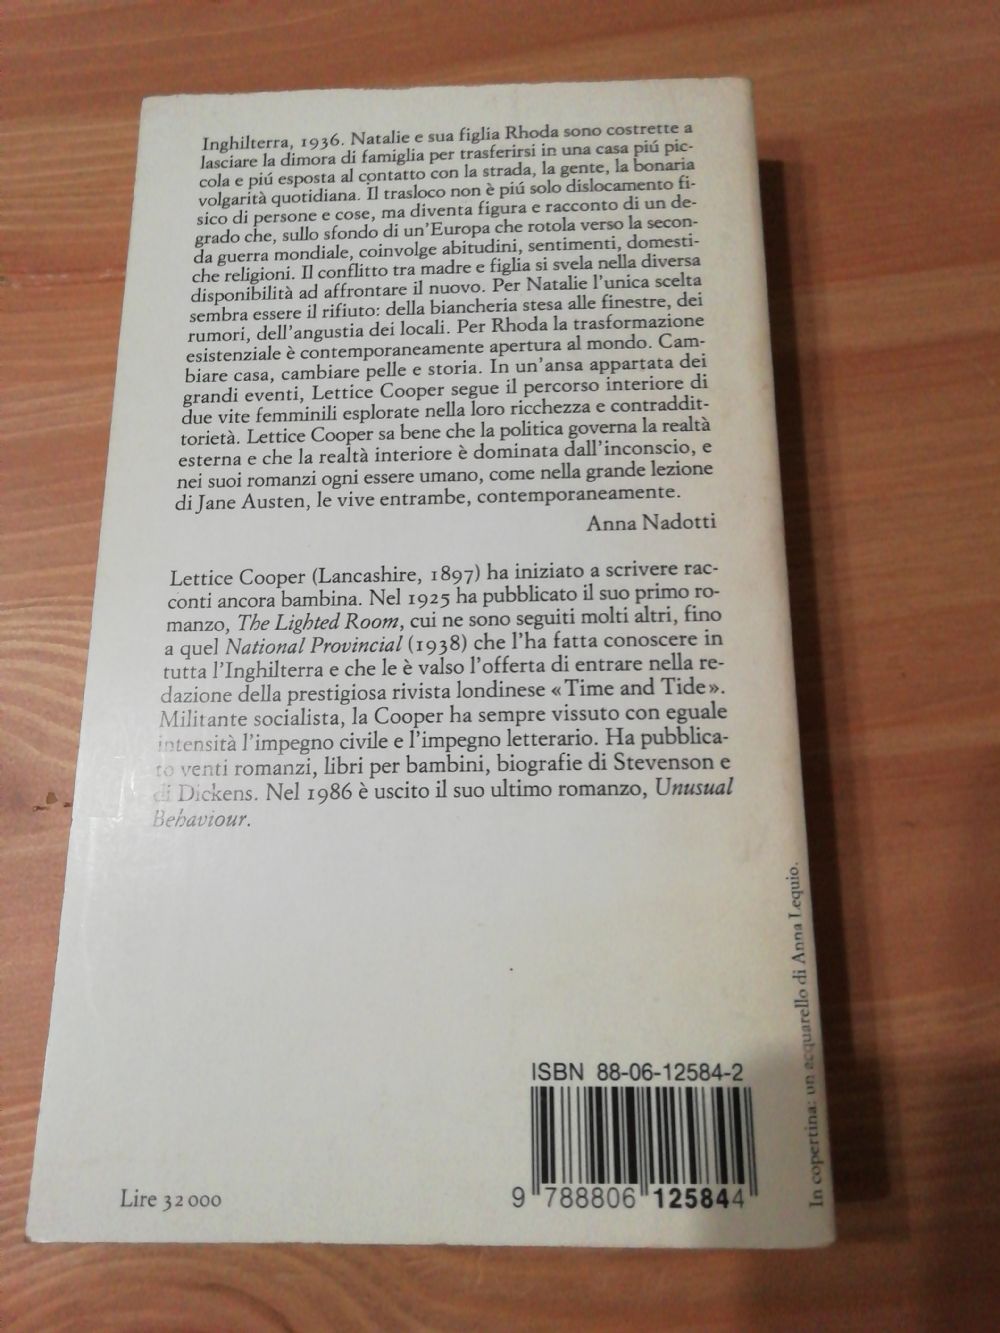 Inghilterra, 1936. Natalie e sua figlia Rhoda sono costrette a
lasciare la dimora di famiglia per trasferirsi in una casa piú pic-
cola e piú esposta al contatto con la strada, la gente, la bonaria
volgarità quotidiana. Il trasloco non è piú solo dislocamento fi-
sico di persone e cose, ma diventa figura e racconto di un de-
grado che, sullo sfondo di un'Europa che rotola verso la secon-
da guerra mondiale, coinvolge abitudini, sentimenti, domesti-
che religioni. Il conflitto tra madre e figlia si svela nella diversa
disponibilità ad affrontare il nuovo. Per Natalie l'unica scelta
sembra essere il rifiuto: della biancheria stesa alle finestre, dei
rumori, dell'angustia dei locali. Per Rhoda la trasformazione
esistenziale è contemporaneamente apertura al mondo. Cam-
biare casa, cambiare pelle e storia. In un'ansa appartata dei
grandi eventi, Lettice Cooper segue il percorso interiore di
due vite femminili esplorate nella loro ricchezza e contraddit-
torietà. Lettice Cooper sa bene che la politica governa la realtà
esterna e che la realtà interiore è dominata dall'inconscio, e
nei suoi romanzi ogni essere umano, come nella grande lezione
di Jane Austen, le vive entrambe, contemporaneamente.
Anna Nadotti
Lettice Cooper (Lancashire, 1897) ha iniziato a scrivere rac-
conti ancora bambina. Nel 1925 ha pubblicato il suo primo ro-
manzo, The Lighted Room, cui ne sono seguiti molti altri, fino
a quel National Provincial (1938) che l'ha fatta conoscere in
tutta l'Inghilterra e che le è valso l'offerta di entrare nella re-
dazione della prestigiosa rivista londinese «Time and Tide».
Militante socialista, la Cooper ha sempre vissuto con eguale
intensità l'impegno civile e l'impegno letterario. Ha pubblica-
to venti romanzi, libri per bambini, biografie di Stevenson e
di Dickens. Nel 1986 è uscito il suo ultimo romanzo, Unusual
Behaviour.
In copertina: un acquarello di Anna Lequio.
ISBN 88-06-12584-2
9 788806 125844
Lire 32000